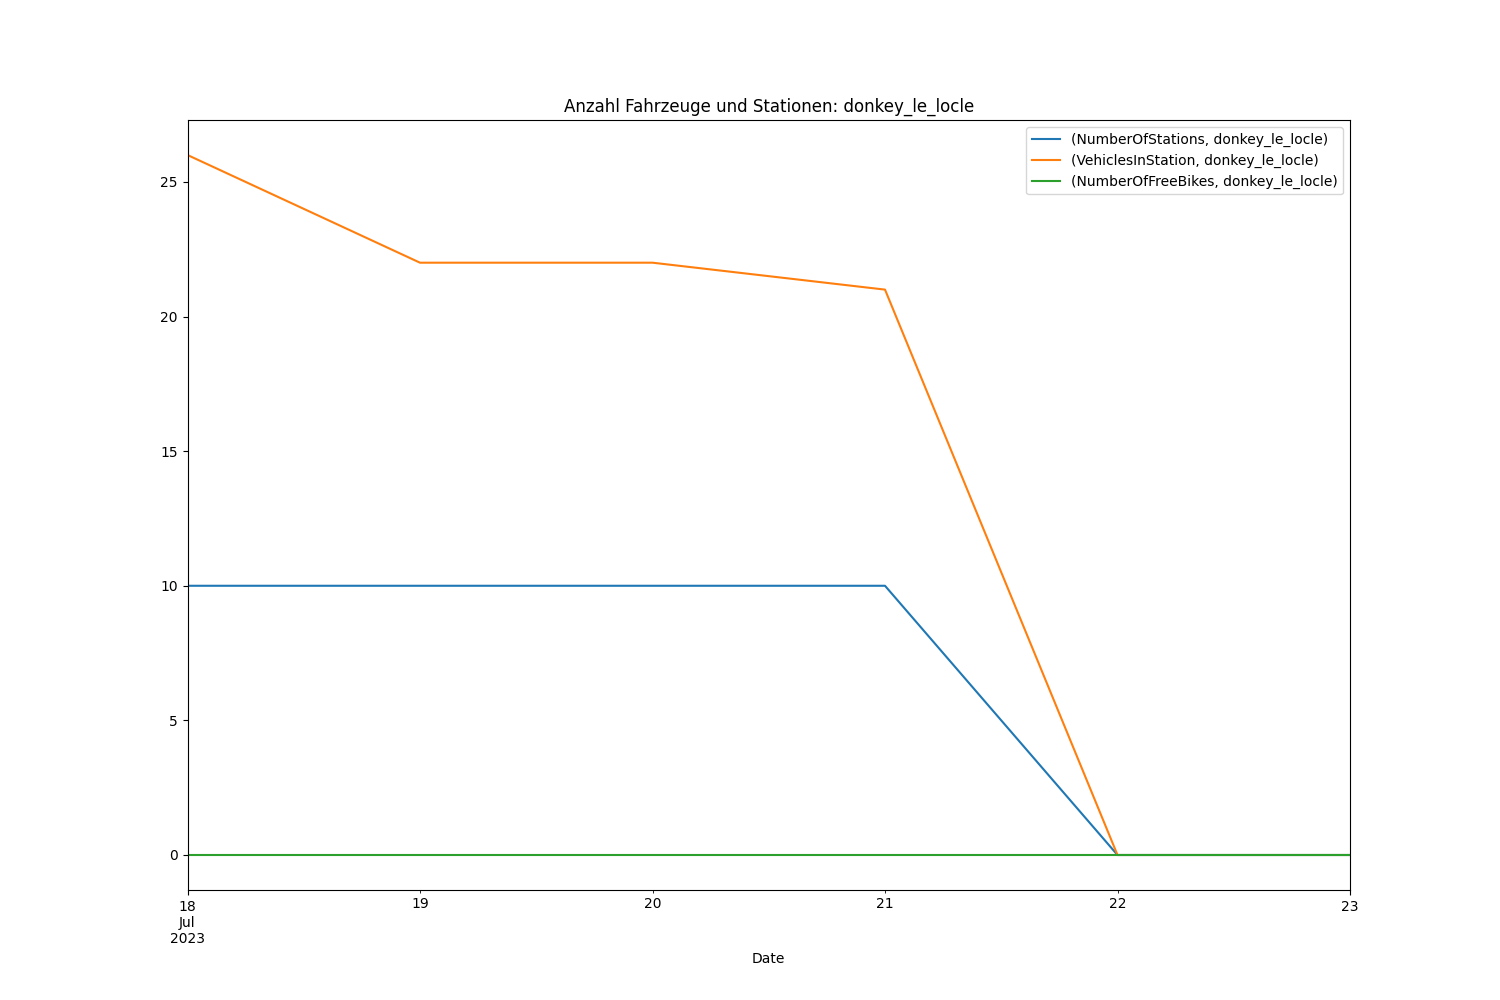 Anzahl Fahrzeuge und Stationen: donkey_le_locle
(NumberOfStations, donkey_le_locle)
(VehiclesInStation, donkey_le_locle)
(NumberOfFreeBikes, donkey_le_locle)
25
20
15
10
5
0
18 19 20 21 22 23
Jul
2023
Date